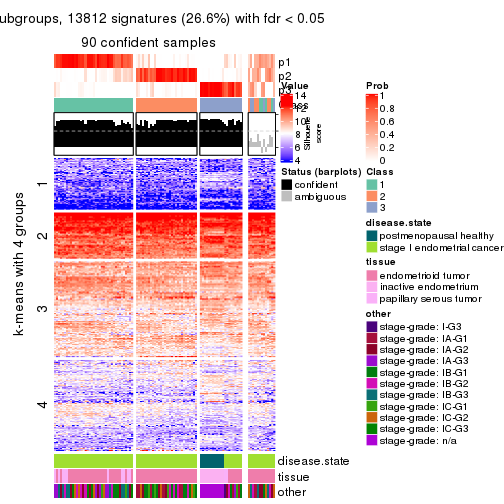 ubgroups, 13812 signatures (26.6%) with fdr < 0.05
90 confident samples
p1
p2
p3
Class
Silhouette
score
k-means with 4 groups
1
2
3
4
disease.state
tissue
other
Value
14
12
10
8
6
4
Status (barplots)
confident
ambiguous
Prob
1
0.8
0.6
0.4
0.2
0
Class
1
2
3
disease.state
postmenopausal healthy
stage I endometrial cancer
tissue
endometrioid tumor
inactive endometrium
papillary serous tumor
other
stage-grade: I-G3
stage-grade: IA-G1
stage-grade: IA-G2
stage-grade: IA-G3
stage-grade: IB-G1
stage-grade: IB-G2
stage-grade: IB-G3
stage-grade: IC-G1
stage-grade: IC-G2
stage-grade: IC-G3
stage-grade: n/a